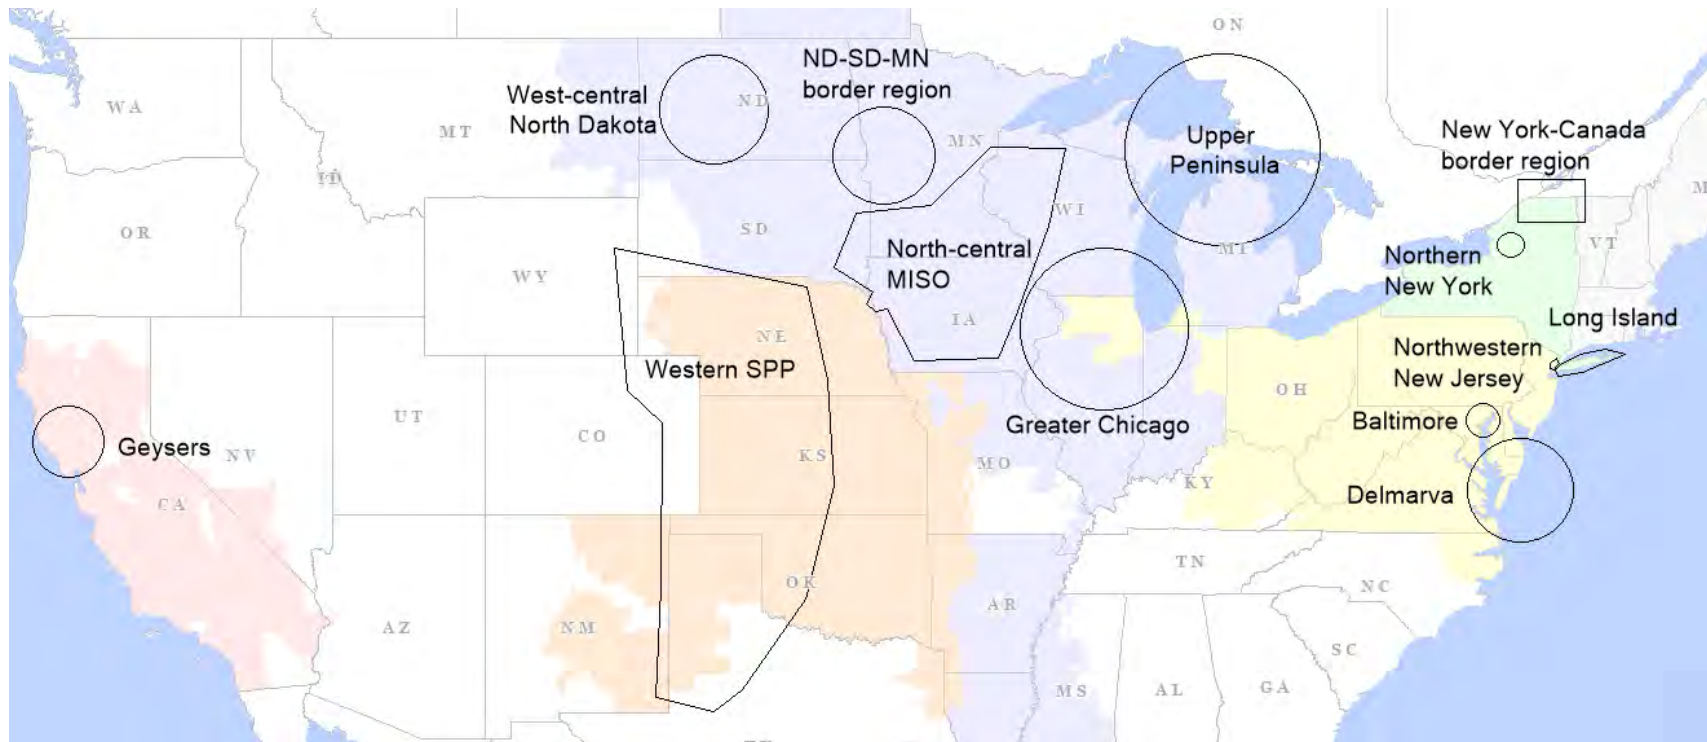 ON
ND-SD-MN
border region
West-central
North Dakota
ND
WA
MT
MN
Upper
Peninsula
New York-Canada
border region
ID
OR
SD
WI
MI
VT
M
North-central
MISO
Northern
New York
WY
IA
NE
Long Island
Western SPP
Northwestern
New Jersey
OH
UT
CO
Greater Chicago
Baltimore
Geysers
NV
KS
MO
KY
Delmarva
CA
TN
OK
NC
AR
AZ
NM
SC
MS
AL
GA